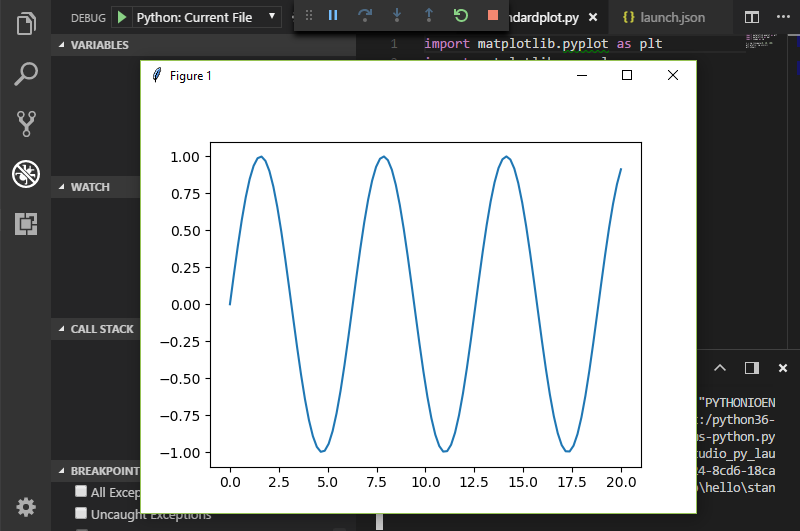 DEBUG Python: Current File
ndardplot.py
{} launch.json
VARIABLES
1 import matplotlib.pyplot as plt
Figure 1
1.00
0.75
0.50
0.25
0.00
−0.25
−0.50
−0.75
−1.00
0.0 2.5 5.0 7.5 10.0 12.5 15.0 17.5 20.0
WATCH
CALL STACK
BREAKPOINT
All Excep
Uncaught Exceptions
"PYTHONIOEN
:/python36-
s-python.py
tudio_py_lau
4-8cd6-18ca
\hello\stan